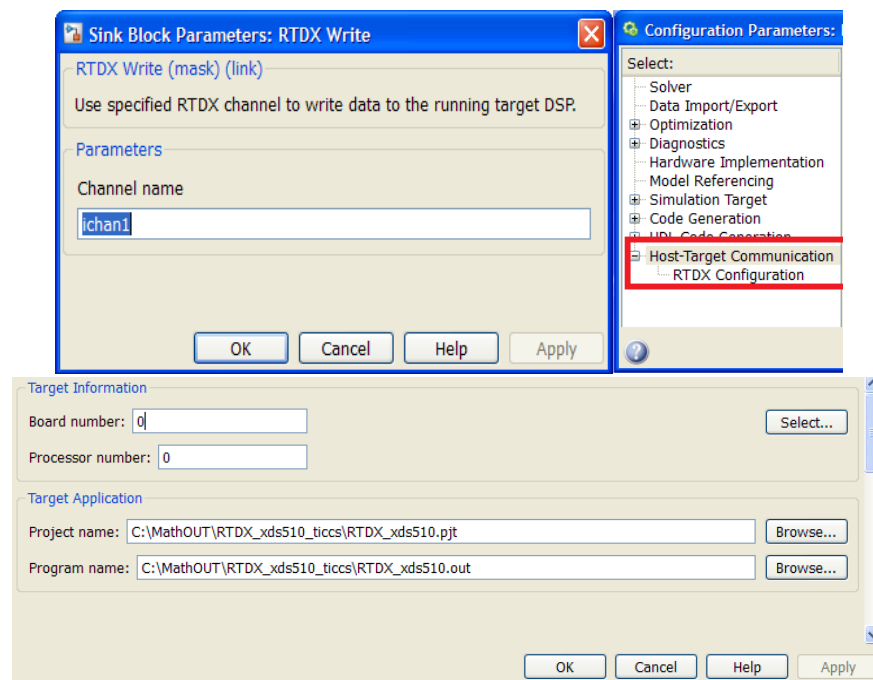 Sink Block Parameters: RTDX Write
RTDX Write (mask) (link)
Use specified RTDX channel to write data to the running target DSP.
Parameters
Channel name
ichan1
OK Cancel Help Apply
Configuration Parameters:
Select:
Solver
Data Import/Export
Optimization
Diagnostics
Hardware Implementation
Model Referencing
Simulation Target
Code Generation
HDL Code Generation
Host-Target Communication
RTDX Configuration
Target Information
Board number: 0
Select...
Processor number: 0
Target Application
Project name: C:\MathOUT\RTDX_xds510_ticcs\RTDX_xds510.pjt Browse...
Program name: C:\MathOUT\RTDX_xds510_ticcs\RTDX_xds510.out Browse...
OK Cancel Help Apply